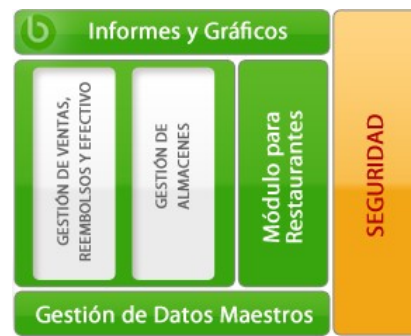 Informes y Gráficos
GESTIÓN DE VENTAS,
REEMBOLSOS Y EFECTIVO
GESTIÓN DE
ALMACENES
Módulo para
Restaurantes
SEGURIDAD
Gestión de Datos Maestros